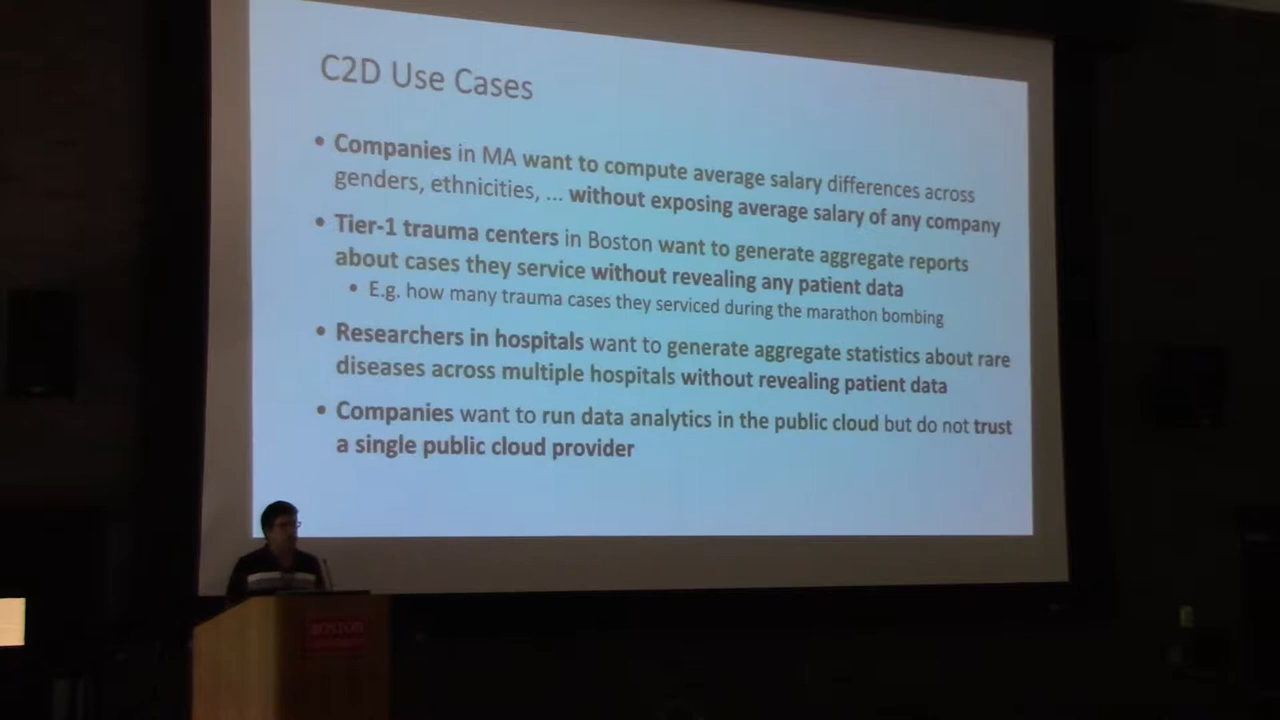 C2D Use Cases
• Companies in MA want to compute average salary differences across
genders, ethnicities, ... without exposing average salary of any company
• Tier-1 trauma centers in Boston want to generate aggregate reports
about cases they service without revealing any patient data
• E.g. how many trauma cases they serviced during the marathon bombing
• Researchers in hospitals want to generate aggregate statistics about rare
diseases across multiple hospitals without revealing patient data
• Companies want to run data analytics in the public cloud but do not trust
a single public cloud provider
BOSTON